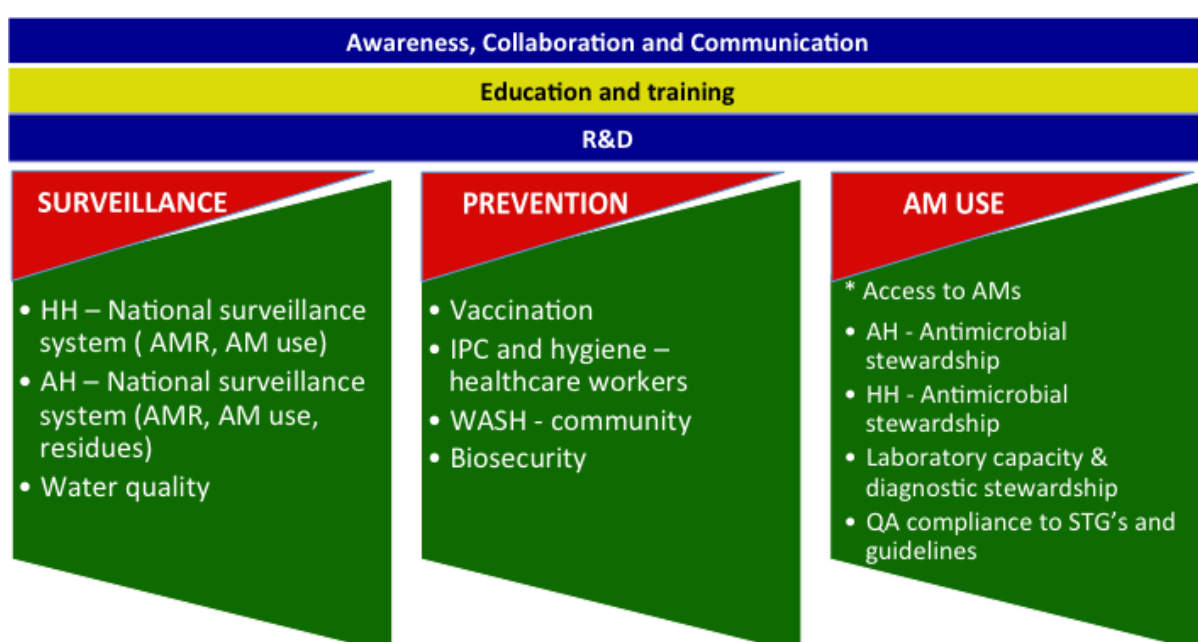 Awareness, Collaboration and Communication
Education and training
R&D
SURVEILLANCE
• HH – National surveillance
system ( AMR, AM use)
• AH – National surveillance
system (AMR, AM use,
residues)
• Water quality
PREVENTION
• Vaccination
• IPC and hygiene –
healthcare workers
• WASH - community
• Biosecurity
AM USE
* Access to AMs
• AH - Antimicrobial
stewardship
• HH - Antimicrobial
stewardship
• Laboratory capacity &
diagnostic stewardship
• QA compliance to STG’s and
guidelines